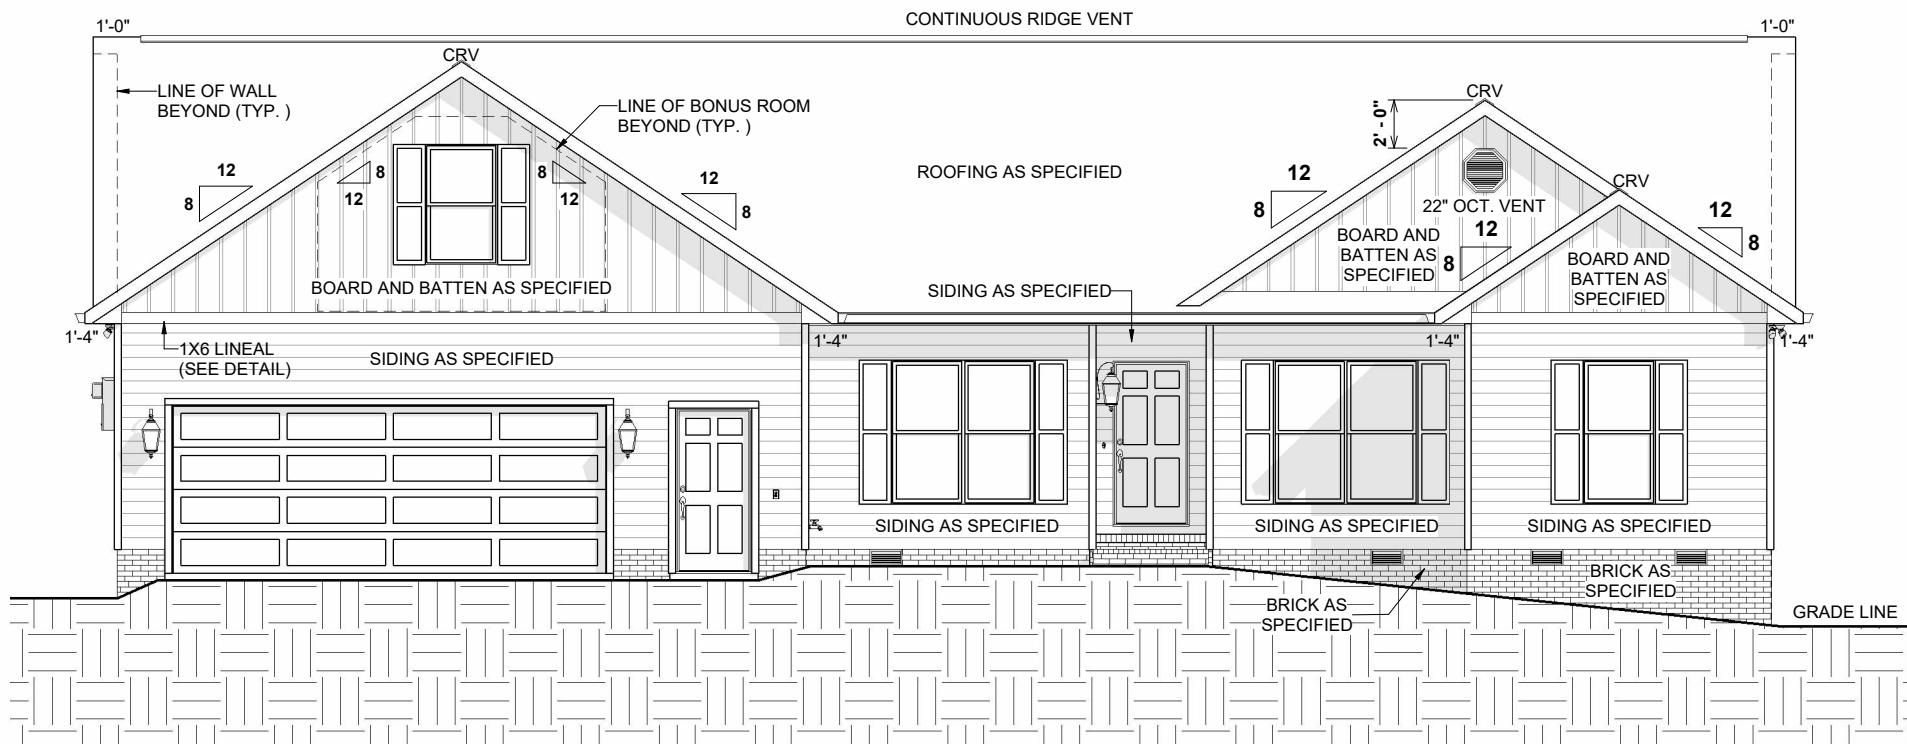 CONTINUOUS RIDGE VENT
1'-0"
1'-0"
CRV
LINE OF WALL
BEYOND (TYP. )
LINE OF BONUS ROOM
BEYOND (TYP. )
CRV
2' - 0"
12
8
8
12
8
12
12
8
ROOFING AS SPECIFIED
12
8
CRV
22" OCT. VENT
12
8
12
8
BOARD AND
BATTEN AS
SPECIFIED
BOARD AND
BATTEN AS
SPECIFIED
BOARD AND BATTEN AS SPECIFIED
SIDING AS SPECIFIED
1'-4"
1X6 LINEAL
(SEE DETAIL)
SIDING AS SPECIFIED
1'-4"
1'-4"
1'-4"
SIDING AS SPECIFIED
SIDING AS SPECIFIED
SIDING AS SPECIFIED
BRICK AS
SPECIFIED
BRICK AS
SPECIFIED
GRADE LINE